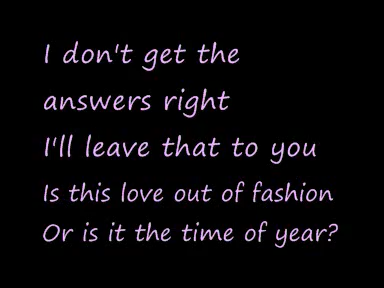 I don't get the
answers right
I'll leave that to you
Is this love out of fashion
Or is it the time of year?